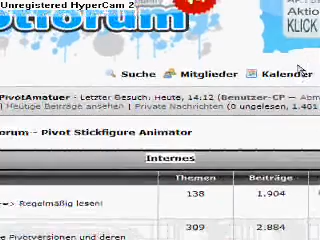 Unregistered HyperCam 2
otforum
Aktio
KLICK
Suche Mitglieder Kalender
PivotAmatuer - Letzter Besuch: Heute, 14:12 (Benutzer-CP — Abm
| Heutige Beiträge ansehen | Private Nachrichten (0 ungelesen, 1.401
orum - Pivot Stickfigure Animator
Internes
Themen Beiträge
138 1.904
=> Regelmäßig lesen!
309 2.884
e Pivotversionen und deren